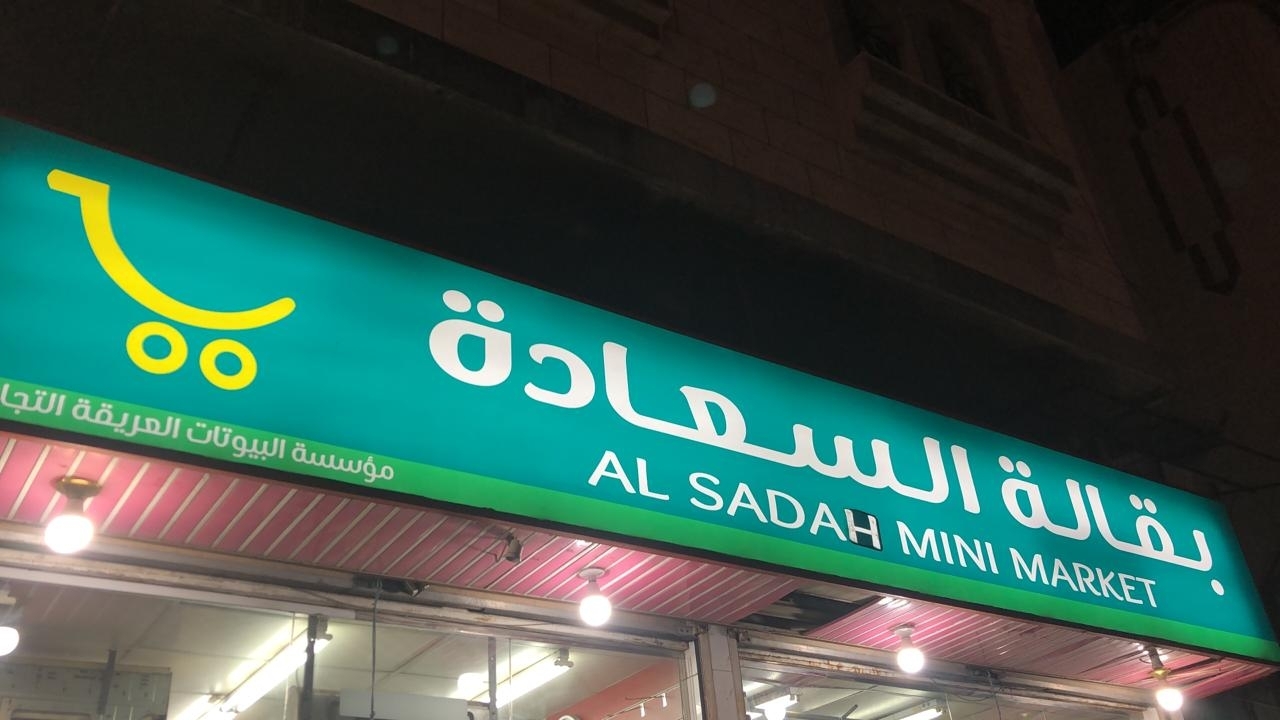 بقالة السعادة
AL SADAH MINI MARKET
مؤسسة البيوتات العريقة